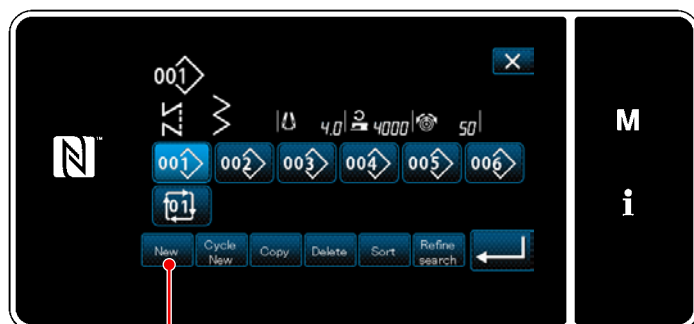 001
4.0 4000 50
001 002 003 004 005 006
01
New Cycle New Copy Delete Sort Refine search
M
i
N™